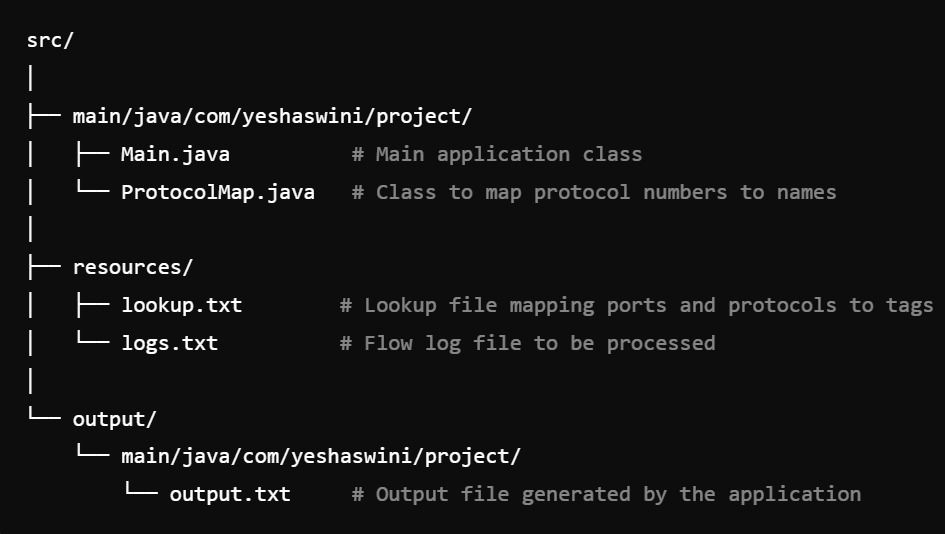 src/
│
├── main/java/com/yeshaswini/project/
│   ├── Main.java          # Main application class
│   └── ProtocolMap.java   # Class to map protocol numbers to names
│
├── resources/
│   ├── lookup.txt        # Lookup file mapping ports and protocols to tags
│   └── logs.txt          # Flow log file to be processed
│
└── output/
    └── main/java/com/yeshaswini/project/
        └── output.txt     # Output file generated by the application